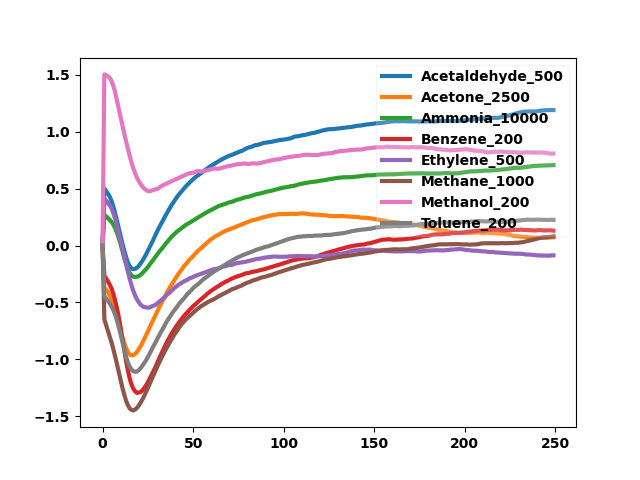 1.5
1.0
0.5
0.0
−0.5
−1.0
−1.5
0
50
100
150
200
250
Acetaldehyde_500
Acetone_2500
Ammonia_10000
Benzene_200
Ethylene_500
Methane_1000
Methanol_200
Toluene_200